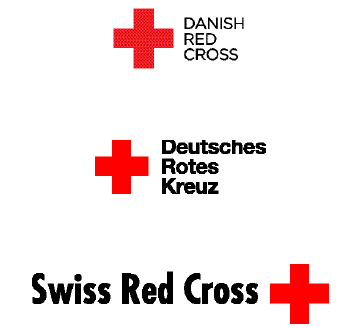 DANISH
RED
CROSS
Deutsches
Rotes
Kreuz
Swiss Red Cross